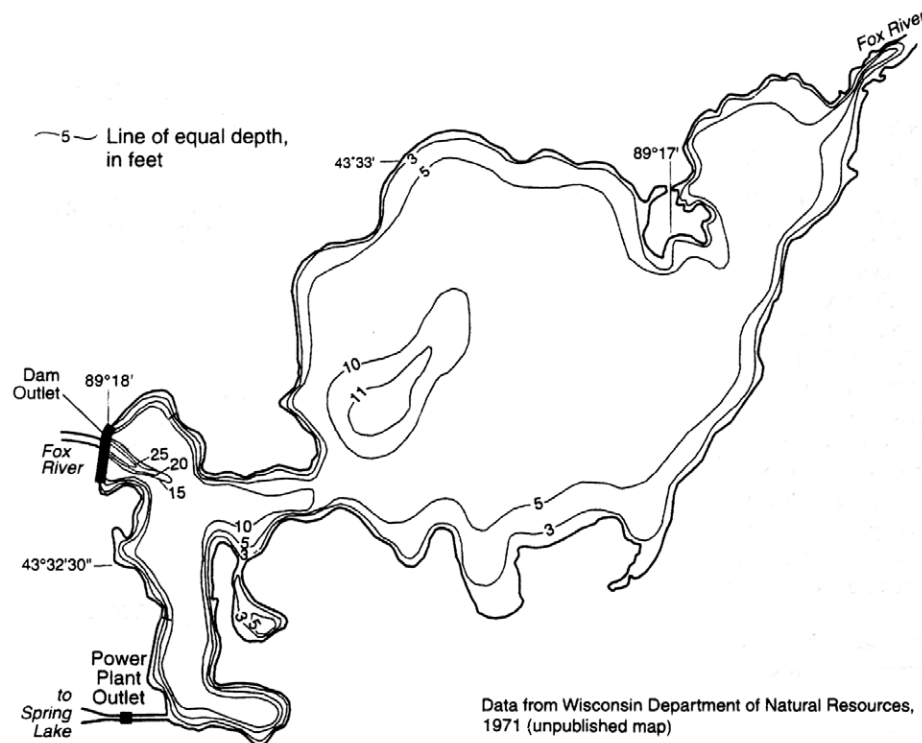 Fox River
5 Line of equal depth,
in feet
43°33'
89°17'
3
5
10
11
Dam
Outlet
89°18'
Fox
River
25
20
15
10
5
3
5
3
43°32'30"
3
5
Power
Plant
Outlet
to
Spring
Lake
Data from Wisconsin Department of Natural Resources,
1971 (unpublished map)